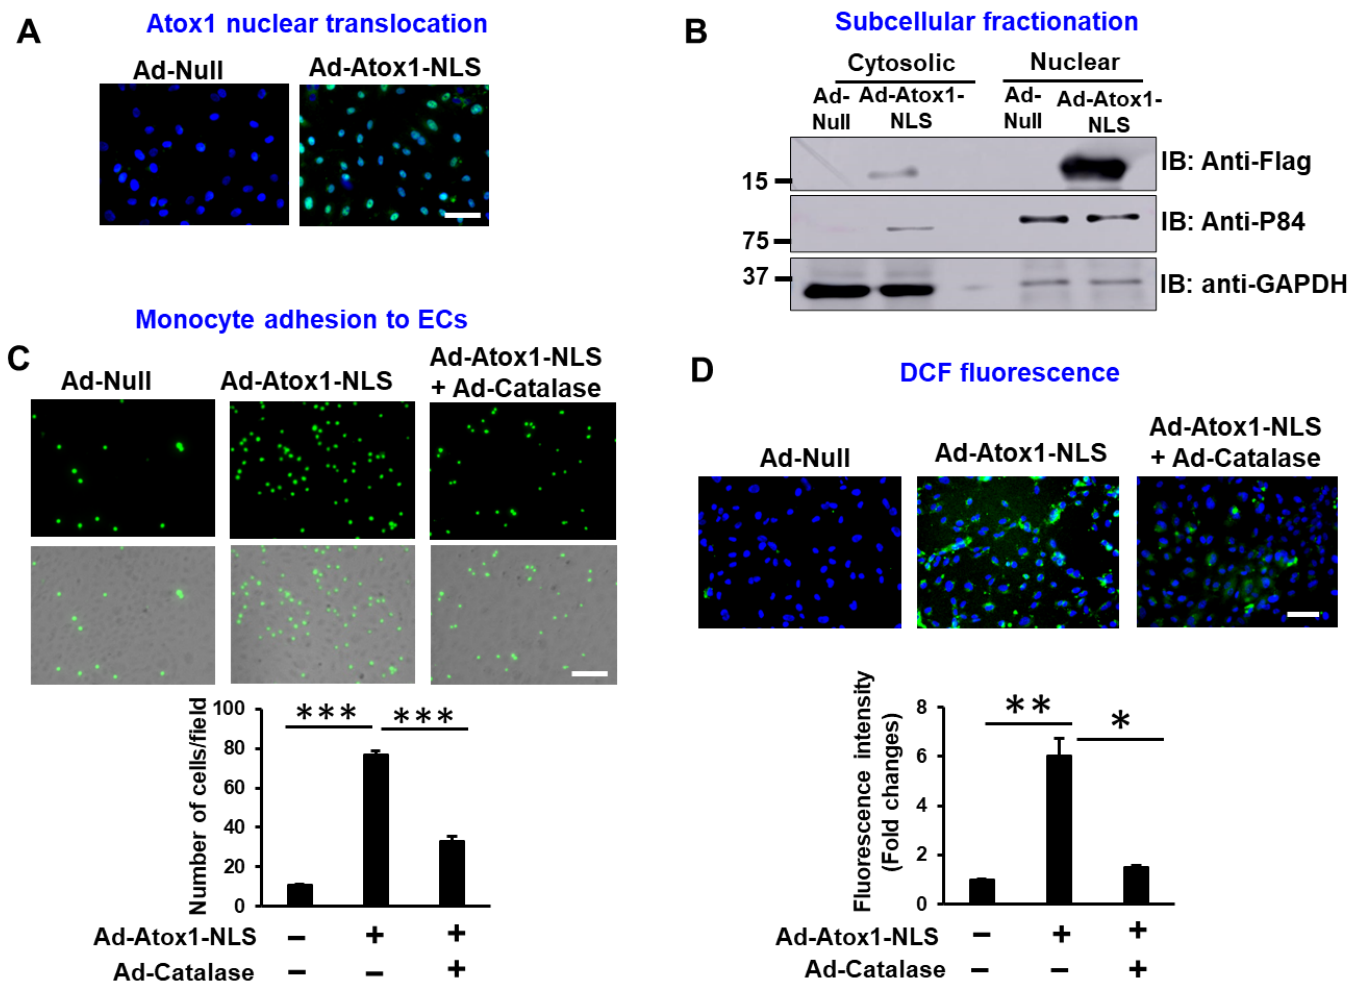 A
Atox1 nuclear translocation
Ad-Null
Ad-Atox1-NLS
B
Subcellular fractionation
Cytosolic
Nuclear
Ad-
Null
Ad-Atox1-
NLS
Ad-
Null
Ad-Atox1-
NLS
15
IB: Anti-Flag
75
IB: Anti-P84
37
IB: anti-GAPDH
C
Monocyte adhesion to ECs
Ad-Null
Ad-Atox1-NLS
Ad-Atox1-NLS
+ Ad-Catalase
Number of cells/field
100
80
60
40
20
0
*** ***
Ad-Atox1-NLS − + +
Ad-Catalase − − +
D
DCF fluorescence
Ad-Null
Ad-Atox1-NLS
Ad-Atox1-NLS
+ Ad-Catalase
Fluorescence intensity
(Fold changes)
8
6
4
2
0
** *
Ad-Atox1-NLS − + +
Ad-Catalase − − +